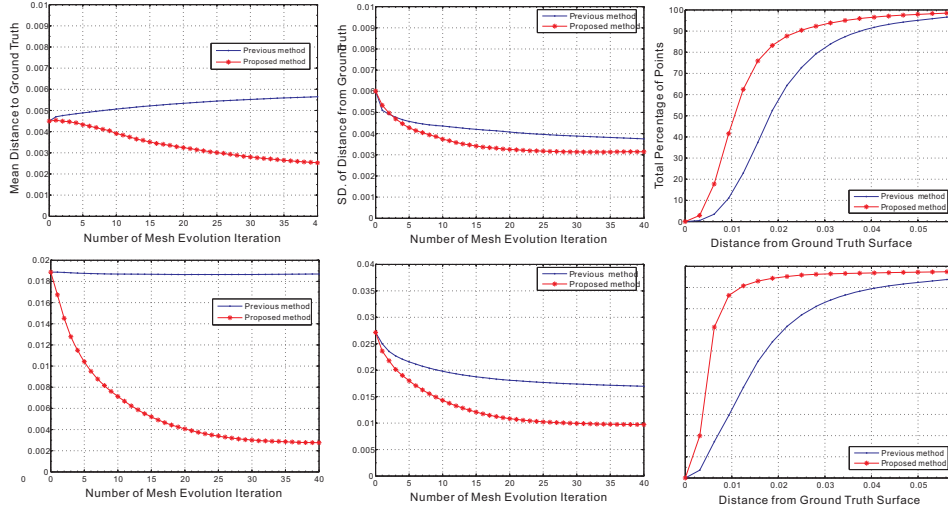 0.01
0.009
0.008
0.007
0.006
0.005
0.004
0.003
0.002
0.001
0
Mean Distance to Ground Truth
Previous method
Proposed method
0 5 10 15 20 25 30 35 40
Number of Mesh Evolution Iteration
0.01
0.009
0.008
0.007
0.006
0.005
0.004
0.003
0.002
0.001
0
SD. of Distance from Ground Truth
Previous method
Proposed method
0 5 10 15 20 25 30 35 40
Number of Mesh Evolution Iteration
100
90
80
70
60
50
40
30
20
10
0
Total Percentage of Points
Previous method
Proposed method
0 0.01 0.02 0.03 0.04 0.05
Distance from Ground Truth Surface
0.02
0.018
0.016
0.014
0.012
0.01
0.008
0.006
0.004
0.002
0
Previous method
Proposed method
0
0 5 10 15 20 25 30 35 40
Number of Mesh Evolution Iteration
0.04
0.035
0.03
0.025
0.02
0.015
0.01
0.005
0
Previous method
Proposed method
0 5 10 15 20 25 30 35 40
Number of Mesh Evolution Iteration
Previous method
Proposed method
0 0.01 0.02 0.03 0.04 0.05
Distance from Ground Truth Surface